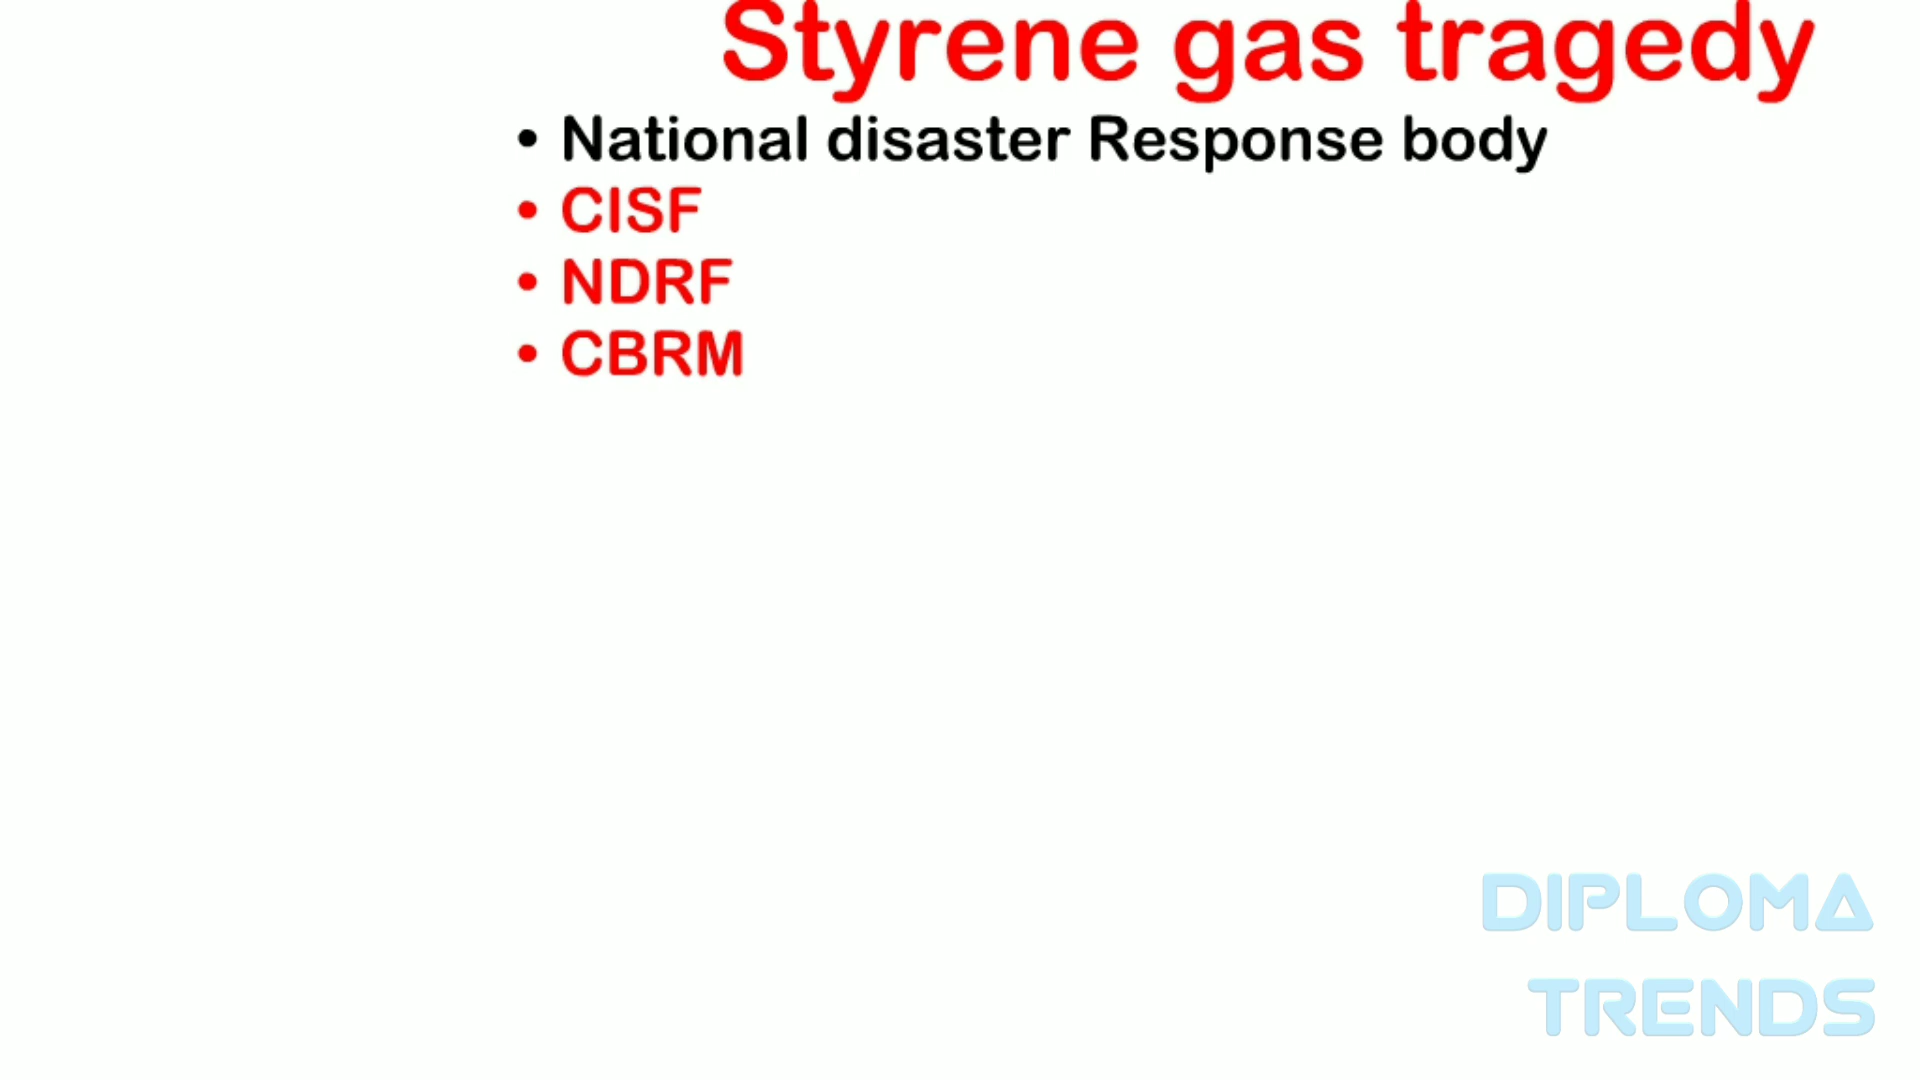 Styrene gas tragedy
• National disaster Response body
• CISF
• NDRF
• CBRM
DIPLOMA
TRENDS